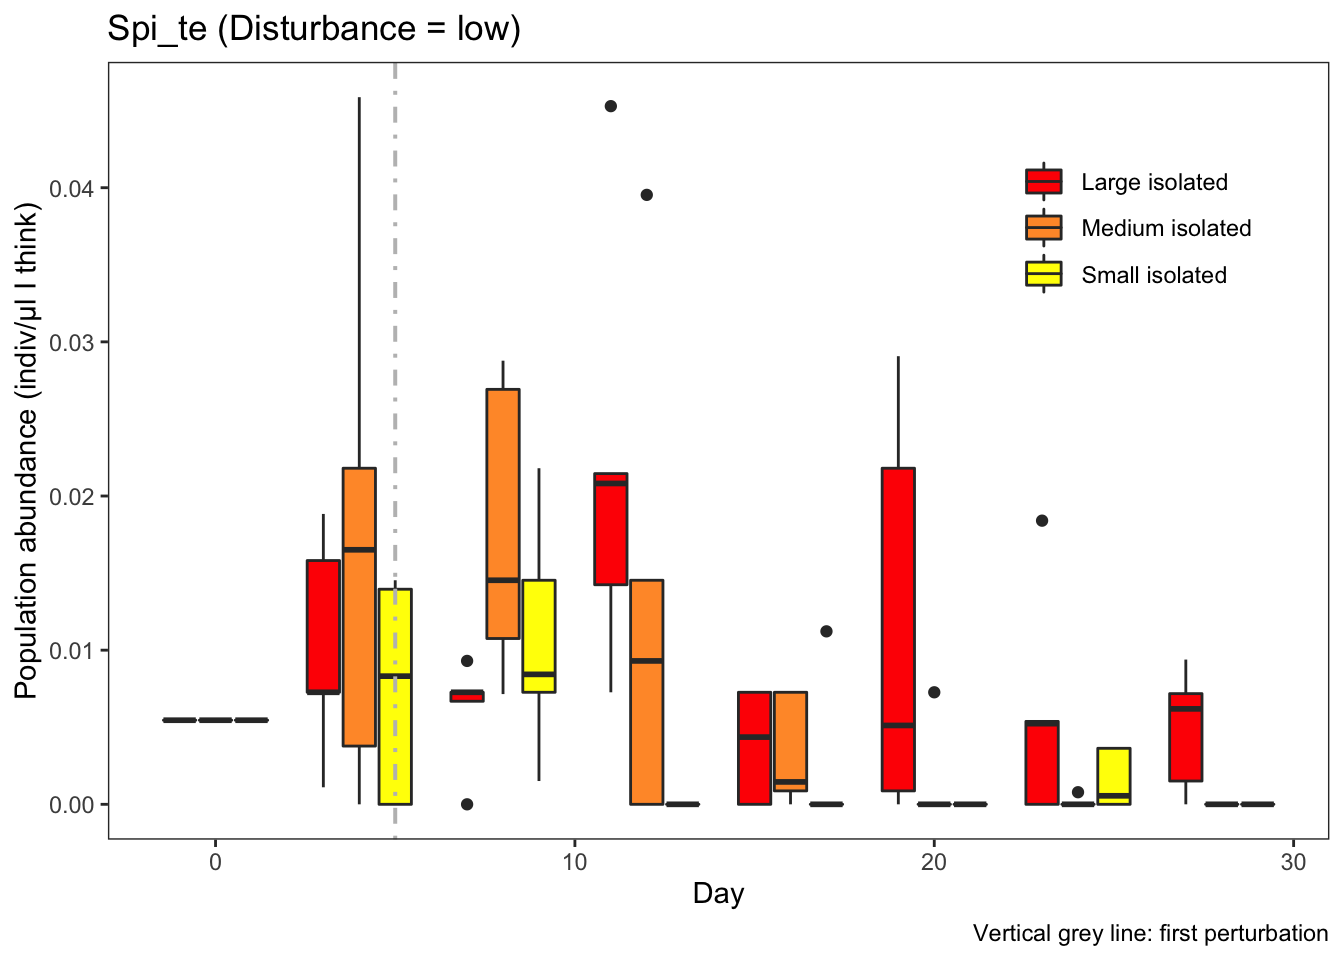 Spi_te (Disturbance = low)
Population abundance (indiv/µl I think)
0.04
0.03
0.02
0.01
0.00
Large isolated
Medium isolated
Small isolated
0
10
20
30
Day
Vertical grey line: first perturbation